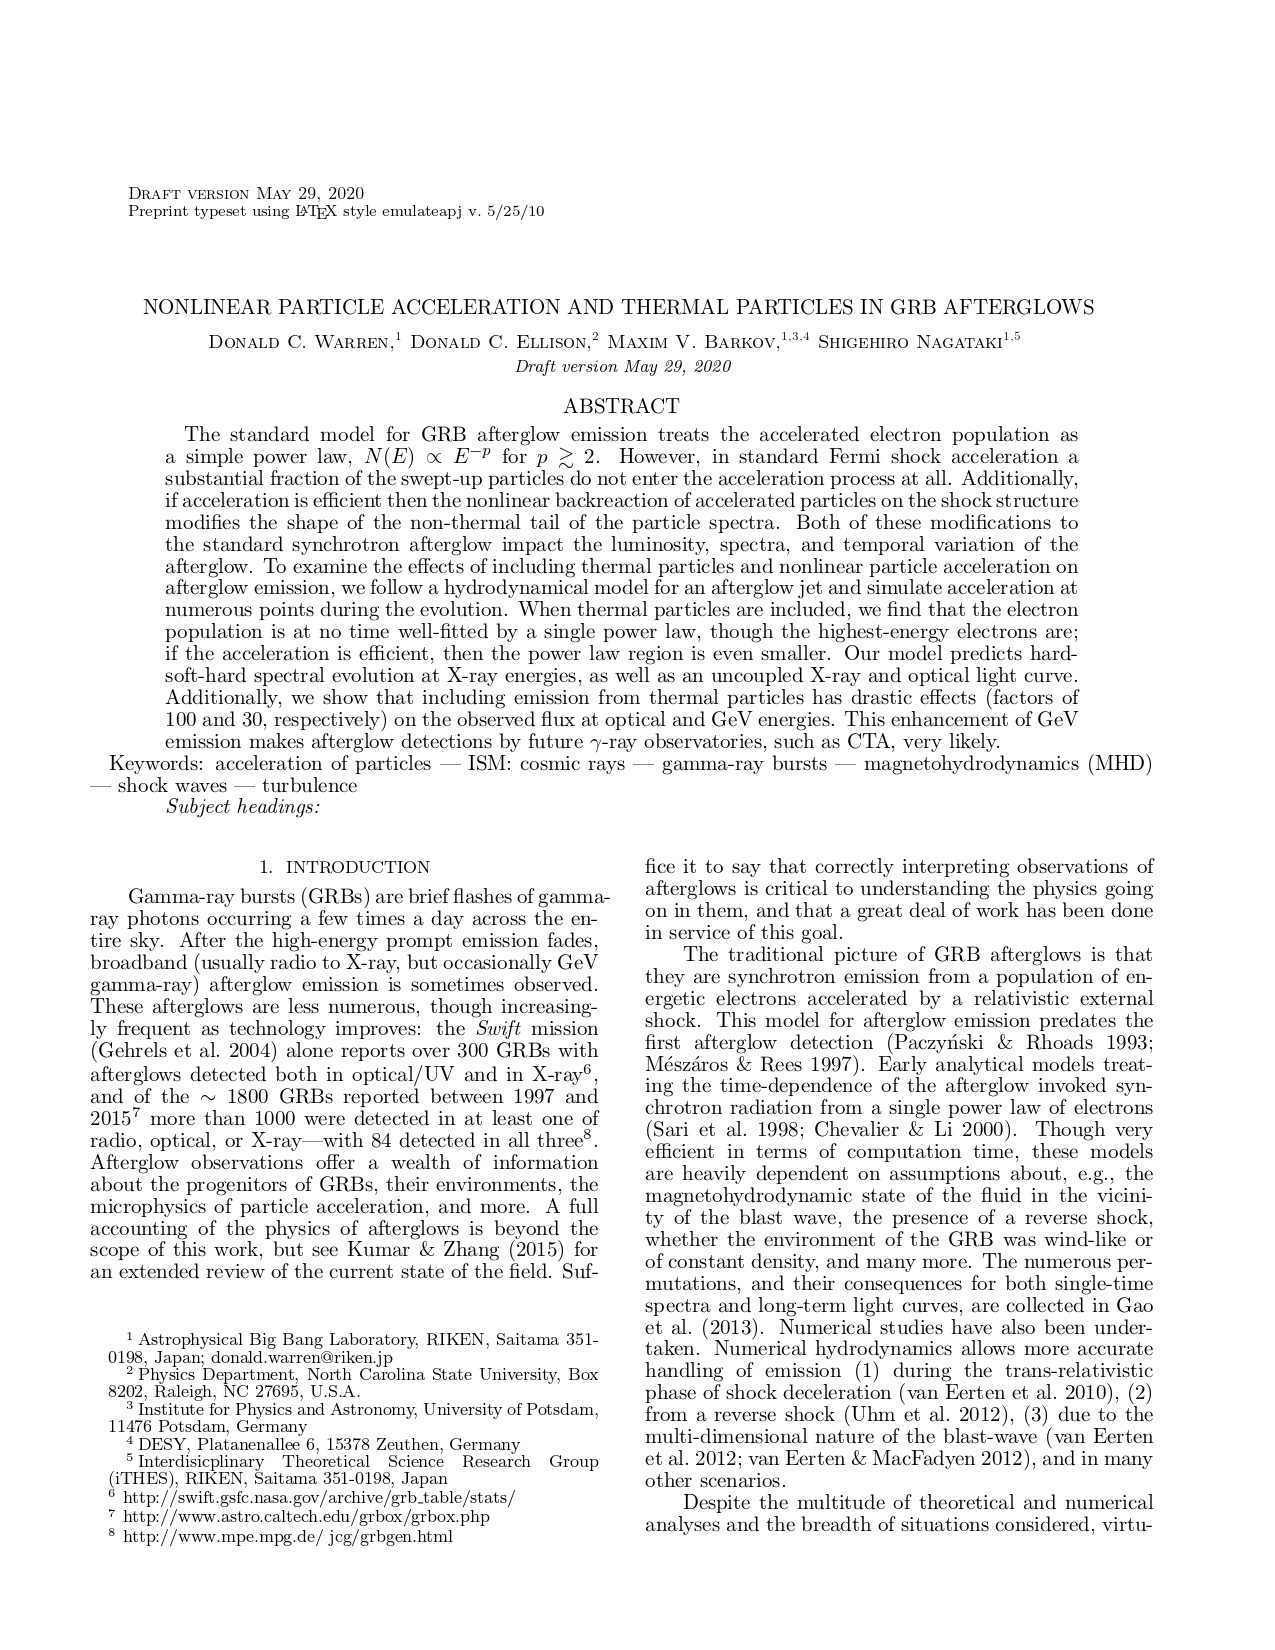 DRAFT VERSION MAY 29, 2020
Preprint typeset using LATEX style emulateapj v. 5/25/10
NONLINEAR PARTICLE ACCELERATION AND THERMAL PARTICLES IN GRB AFTERGLOWS
DONALD C. WARREN,1 DONALD C. ELLISON,2 MAXIM V. BARKOV,1,3,4 SHIGEHIRO NAGATAKI1,5
Draft version May 29, 2020
ABSTRACT
The standard model for GRB afterglow emission treats the accelerated electron population as
a simple power law, N(E) ∝ E−p for p ≳ 2. However, in standard Fermi shock acceleration a
substantial fraction of the swept-up particles do not enter the acceleration process at all. Additionally,
if acceleration is efficient then the nonlinear backreaction of accelerated particles on the shock structure
modifies the shape of the non-thermal tail of the particle spectra. Both of these modifications to
the standard synchrotron afterglow impact the luminosity, spectra, and temporal variation of the
afterglow. To examine the effects of including thermal particles and nonlinear particle acceleration on
afterglow emission, we follow a hydrodynamical model for an afterglow jet and simulate acceleration at
numerous points during the evolution. When thermal particles are included, we find that the electron
population is at no time well-fitted by a single power law, though the highest-energy electrons are;
if the acceleration is efficient, then the power law region is even smaller. Our model predicts hard-
soft-hard spectral evolution at X-ray energies, as well as an uncoupled X-ray and optical light curve.
Additionally, we show that including emission from thermal particles has drastic effects (factors of
100 and 30, respectively) on the observed flux at optical and GeV energies. This enhancement of GeV
emission makes afterglow detections by future γ-ray observatories, such as CTA, very likely.
Keywords: acceleration of particles — ISM: cosmic rays — gamma-ray bursts — magnetohydrodynamics (MHD)
— shock waves — turbulence
Subject headings:
1. INTRODUCTION
Gamma-ray bursts (GRBs) are brief flashes of gamma-
ray photons occurring a few times a day across the en-
tire sky. After the high-energy prompt emission fades,
broadband (usually radio to X-ray, but occasionally GeV
gamma-ray) afterglow emission is sometimes observed.
These afterglows are less numerous, though increasing-
ly frequent as technology improves: the Swift mission
(Gehrels et al. 2004) alone reports over 300 GRBs with
afterglows detected both in optical/UV and in X-ray6,
and of the ∼ 1800 GRBs reported between 1997 and
20157 more than 1000 were detected in at least one of
radio, optical, or X-ray—with 84 detected in all three8.
Afterglow observations offer a wealth of information
about the progenitors of GRBs, their environments, the
microphysics of particle acceleration, and more. A full
accounting of the physics of afterglows is beyond the
scope of this work, but see Kumar & Zhang (2015) for
an extended review of the current state of the field. Suf-
1 Astrophysical Big Bang Laboratory, RIKEN, Saitama 351-
0198, Japan; donald.warren@riken.jp
2 Physics Department, North Carolina State University, Box
8202, Raleigh, NC 27695, U.S.A.
3 Institute for Physics and Astronomy, University of Potsdam,
11476 Potsdam, Germany
4 DESY, Platanenallee 6, 15378 Zeuthen, Germany
5 Interdisicplinary Theoretical Science Research Group
(iTHES), RIKEN, Saitama 351-0198, Japan
6 http://swift.gsfc.nasa.gov/archive/grb_table/stats/
7 http://www.astro.caltech.edu/grbox/grbox.php
8 http://www.mpe.mpg.de/ jcg/grbgen.html
fice it to say that correctly interpreting observations of
afterglows is critical to understanding the physics going
on in them, and that a great deal of work has been done
in service of this goal.
The traditional picture of GRB afterglows is that
they are synchrotron emission from a population of en-
ergetic electrons accelerated by a relativistic external
shock. This model for afterglow emission predates the
first afterglow detection (Paczyński & Rhoads 1993;
Mészáros & Rees 1997). Early analytical models treat-
ing the time-dependence of the afterglow invoked syn-
chrotron radiation from a single power law of electrons
(Sari et al. 1998; Chevalier & Li 2000). Though very
efficient in terms of computation time, these models
are heavily dependent on assumptions about, e.g., the
magnetohydrodynamic state of the fluid in the vicini-
ty of the blast wave, the presence of a reverse shock,
whether the environment of the GRB was wind-like or
of constant density, and many more. The numerous per-
mutations, and their consequences for both single-time
spectra and long-term light curves, are collected in Gao
et al. (2013). Numerical studies have also been under-
taken. Numerical hydrodynamics allows more accurate
handling of emission (1) during the trans-relativistic
phase of shock deceleration (van Eerten et al. 2010), (2)
from a reverse shock (Uhm et al. 2012), (3) due to the
multi-dimensional nature of the blast-wave (van Eerten
et al. 2012; van Eerten & MacFadyen 2012), and in many
other scenarios.
Despite the multitude of theoretical and numerical
analyses and the breadth of situations considered, virtu-